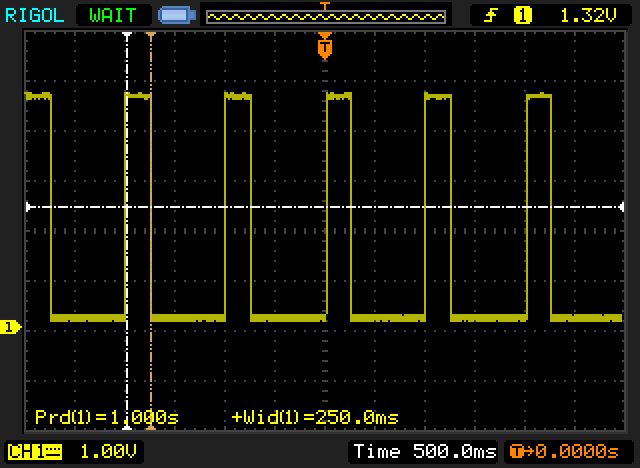 RIGOL WAIT T 1 1.32V
T
1
Prd(1)=1.000s +Wid(1)=250.0ms
CH1 1.00V Time 500.0ms T→0.0000s